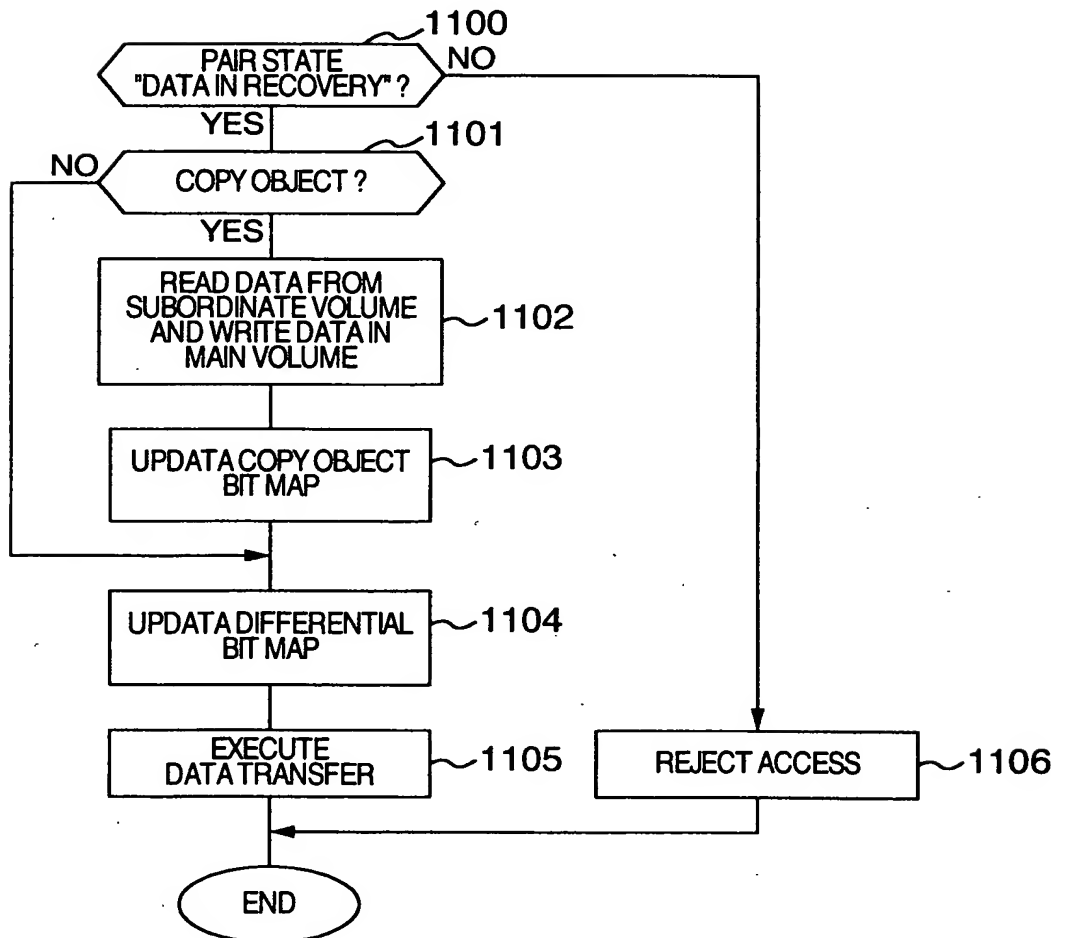 1100
PAIR STATE
"DATA IN RECOVERY" ?
NO
YES
1101
NO
COPY OBJECT ?
YES
READ DATA FROM
SUBORDINATE VOLUME
AND WRITE DATA IN
MAIN VOLUME
1102
UPDATA COPY OBJECT
BIT MAP
1103
UPDATA DIFFERENTIAL
BIT MAP
1104
EXECUTE
DATA TRANSFER
1105
REJECT ACCESS
1106
END